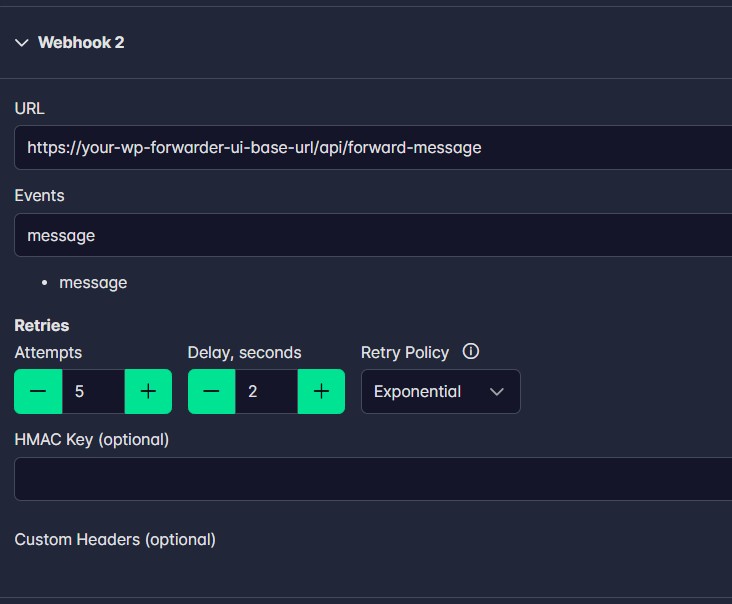 Webhook 2
URL
https://your-wp-forwarder-ui-base-url/api/forward-message
Events
message
• message
Retries
Attempts Delay, seconds Retry Policy
5 2 Exponential
HMAC Key (optional)
Custom Headers (optional)